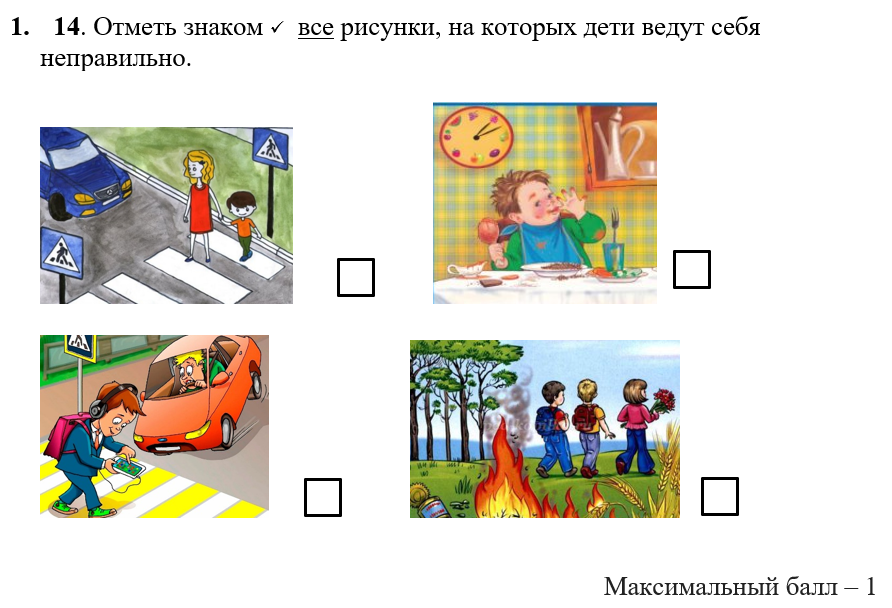 1. 14. Отметь знаком ✓ все рисунки, на которых дети ведут себя
неправильно.
Максимальный балл – 1